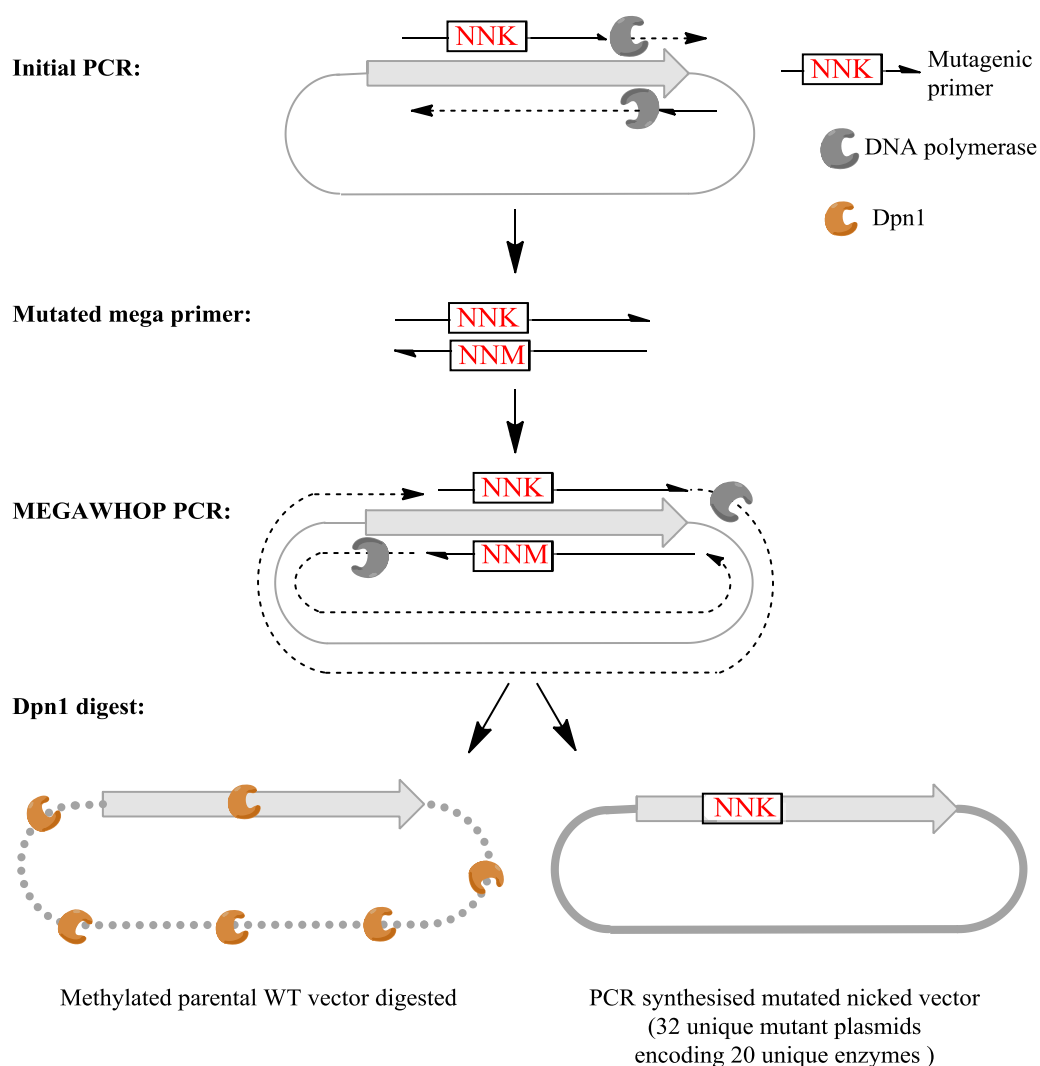 NNK
Initial PCR:
NNK
Mutagenic
primer
DNA polymerase
Dpn1
Mutated mega primer:
NNK
NNM
NNK
MEGAWHOP PCR:
NNM
Dpn1 digest:
NNK
Methylated parental WT vector digested
PCR synthesised mutated nicked vector
(32 unique mutant plasmids
encoding 20 unique enzymes )